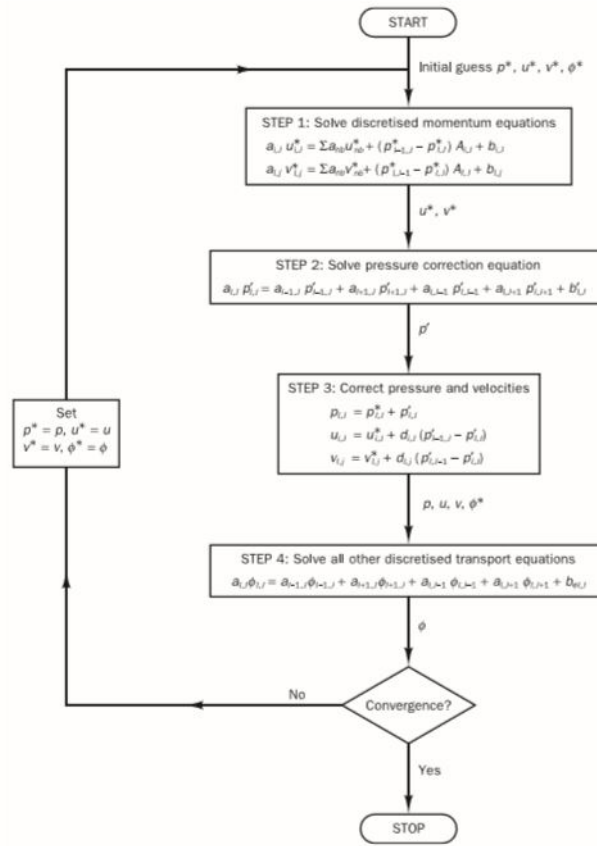 START
Initial guess p*, u*, v*, ϕ*
STEP 1: Solve discretised momentum equations
a_{i,J} u*_{i,J} = Σa_{nb}u*_{nb} + (p*_{I–1,J} – p*_{I,J}) A_{i,J} + b_{i,J}
a_{I,j} v*_{I,j} = Σa_{nb}v*_{nb} + (p*_{I,J–1} – p*_{I,J}) A_{I,j} + b_{I,j}
u*, v*
STEP 2: Solve pressure correction equation
a_{I,J} p′_{I,J} = a_{I–1,J} p′_{I–1,J} + a_{I+1,J} p′_{I+1,J} + a_{I,J–1} p′_{I,J–1} + a_{I,J+1} p′_{I,J+1} + b′_{I,J}
p′
STEP 3: Correct pressure and velocities
p_{I,J} = p*_{I,J} + p′_{I,J}
u_{i,J} = u*_{i,J} + d_{i,J} (p′_{I–1,J} – p′_{I,J})
v_{I,j} = v*_{I,j} + d_{I,j} (p′_{I,J–1} – p′_{I,J})
Set
p* = p, u* = u
v* = v, ϕ* = ϕ
p, u, v, ϕ*
STEP 4: Solve all other discretised transport equations
a_{I,J} ϕ_{I,J} = a_{I–1,J} ϕ_{I–1,J} + a_{I+1,J} ϕ_{I+1,J} + a_{I,J–1} ϕ_{I,J–1} + a_{I,J+1} ϕ_{I,J+1} + b_{ϕI,J}
ϕ
No
Convergence?
Yes
STOP